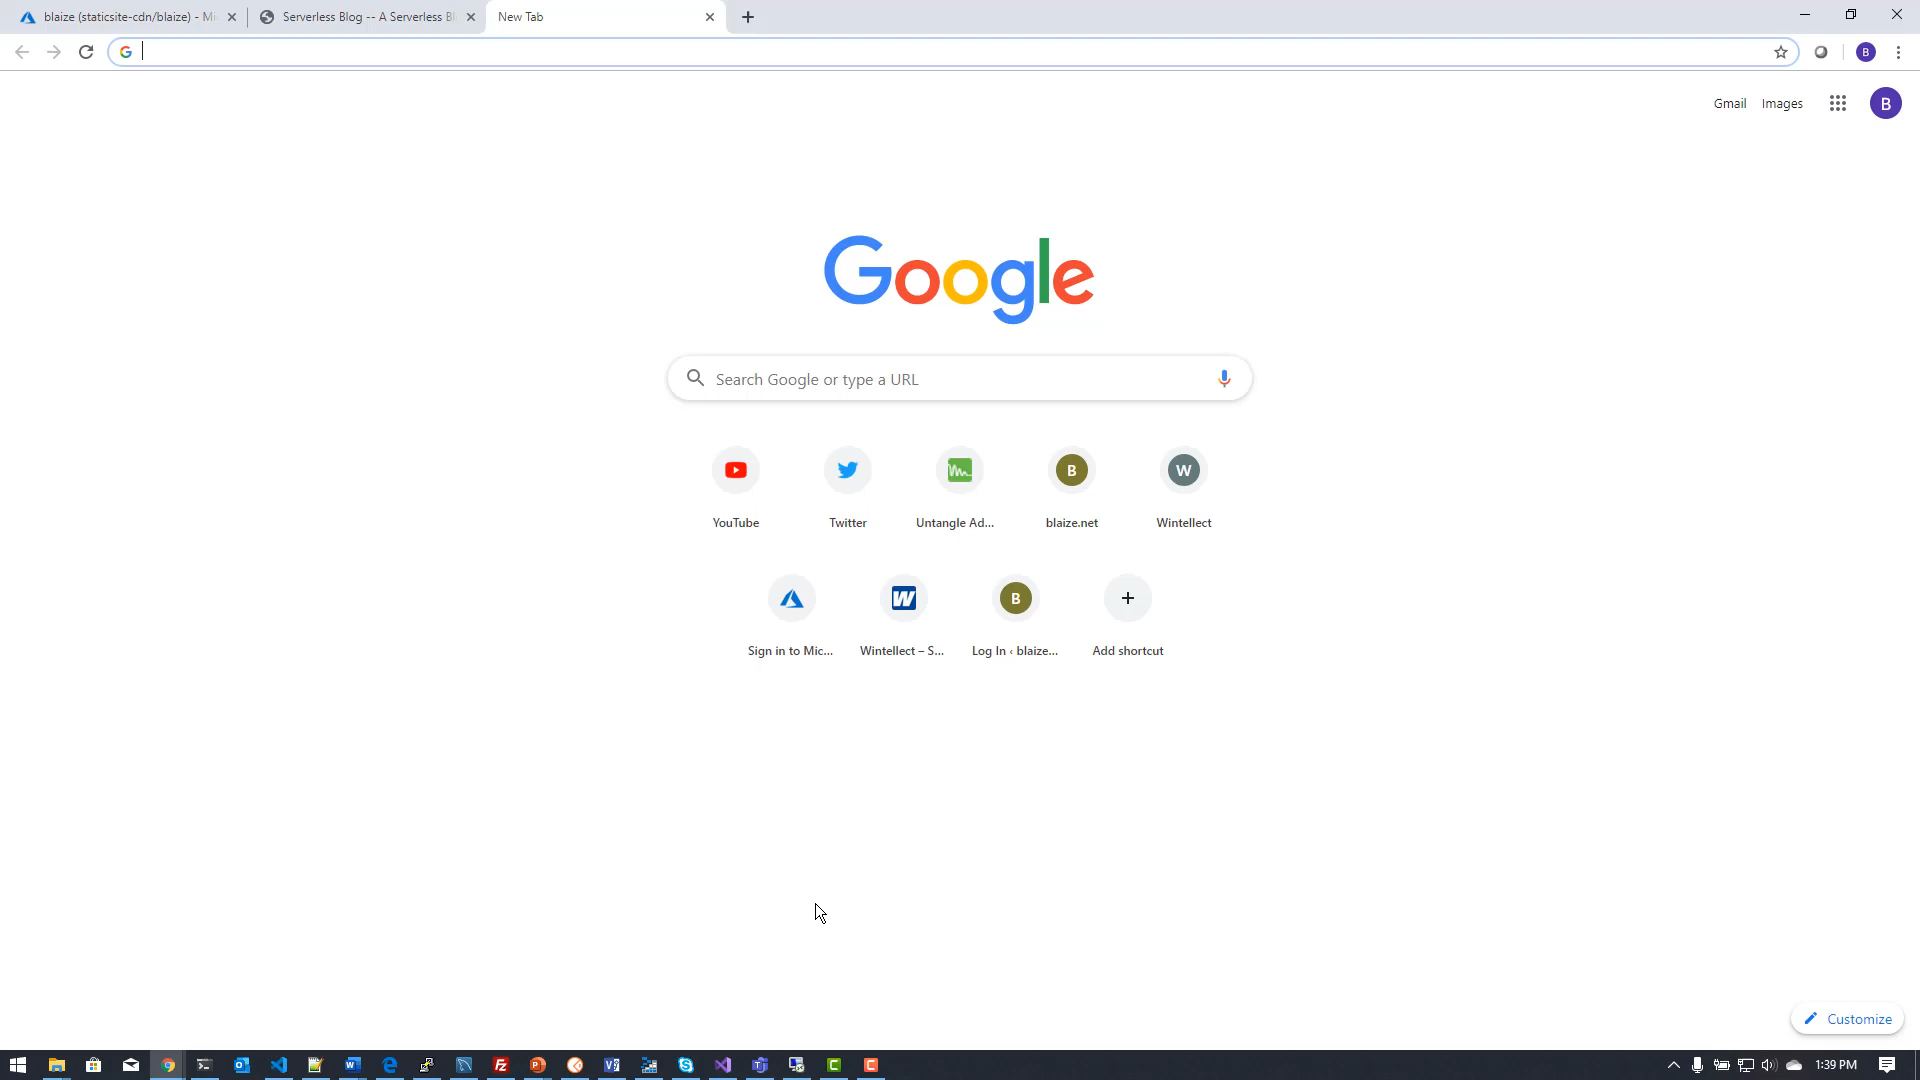 blaize (staticsite-cdn/blaize) - Mi
Serverless Blog -- A Serverless Bl
New Tab
B
Gmail
Images
B
Google
Search Google or type a URL
B
W
YouTube
Twitter
Untangle Ad...
blaize.net
Wintellect
W
B
Sign in to Mic...
Wintellect – S...
Log In ‹ blaize...
Add shortcut
Customize
1:39 PM